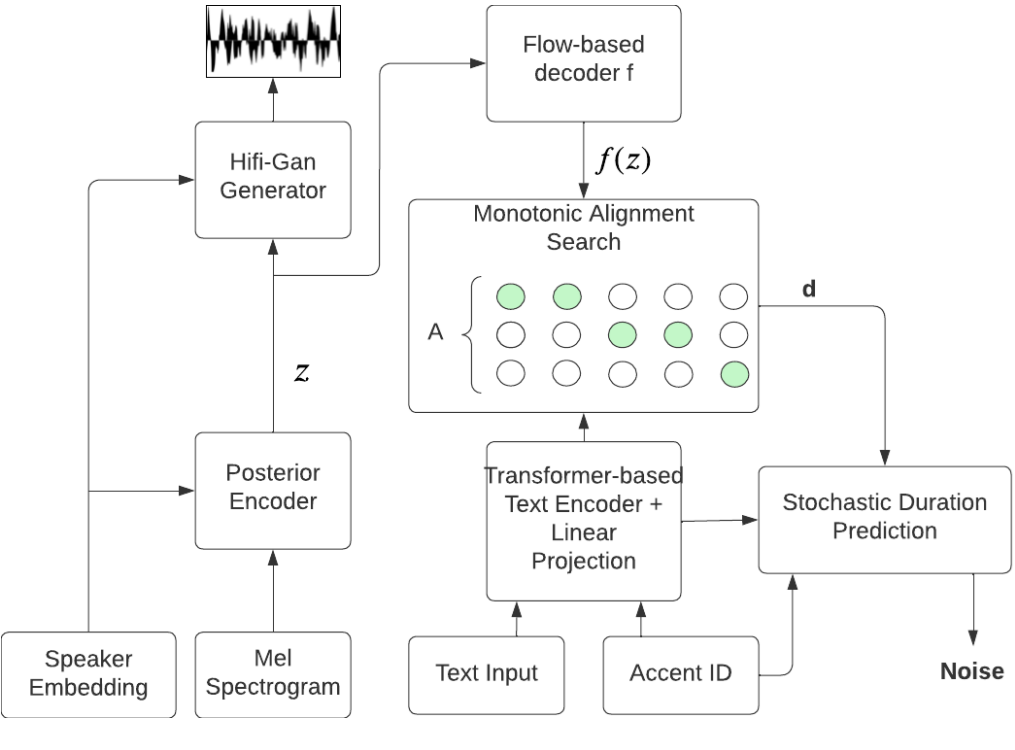 Flow-based
decoder f
Hifi-Gan
Generator
f(z)
Monotonic Alignment
Search
A
d
z
Posterior
Encoder
Transformer-based
Text Encoder +
Linear
Projection
Stochastic Duration
Prediction
Speaker
Embedding
Mel
Spectrogram
Text Input
Accent ID
Noise